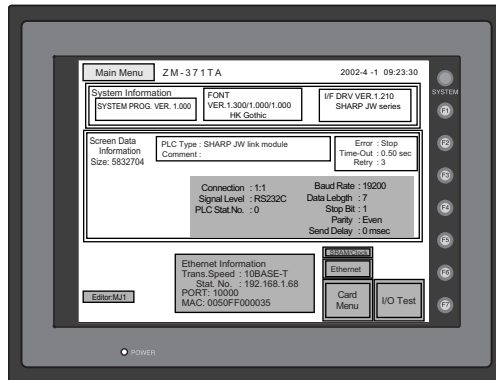 Main Menu ZM-371TA 2002-4 -1 09:23:30
System Information
SYSTEM PROG. VER. 1.000
FONT
VER.1.300/1.000/1.000
HK Gothic
I/F DRV VER.1.210
SHARP JW series
SYSTEM
F1
Screen Data
Information
Size: 5832704
PLC Type : SHARP JW link module
Comment :
Error : Stop
Time-Out : 0.50 sec
Retry : 3
F2
F3
Connection : 1:1
Signal Level : RS232C
PLC Stat.No. : 0
Baud Rate : 19200
Data Lebgth : 7
Stop Bit : 1
Parity : Even
Send Delay : 0 msec
F4
F5
Ethernet Information
Trans.Speed : 10BASE-T
Stat. No. : 192.168.1.68
PORT: 10000
MAC: 0050FF000035
SRAM/Clock
Ethernet
F6
Editor:MJ1
Card
Menu
I/O Test
F7
POWER